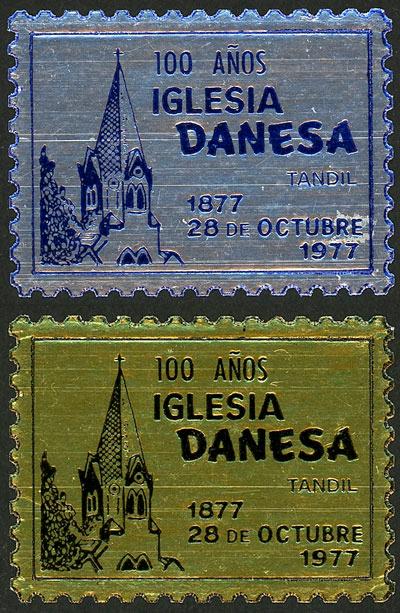 100 AÑOS
IGLESIA
DANESA
TANDIL
1877
28 DE OCTUBRE
1977
100 AÑOS
IGLESIA
DANESA
TANDIL
1877
28 DE OCTUBRE
1977